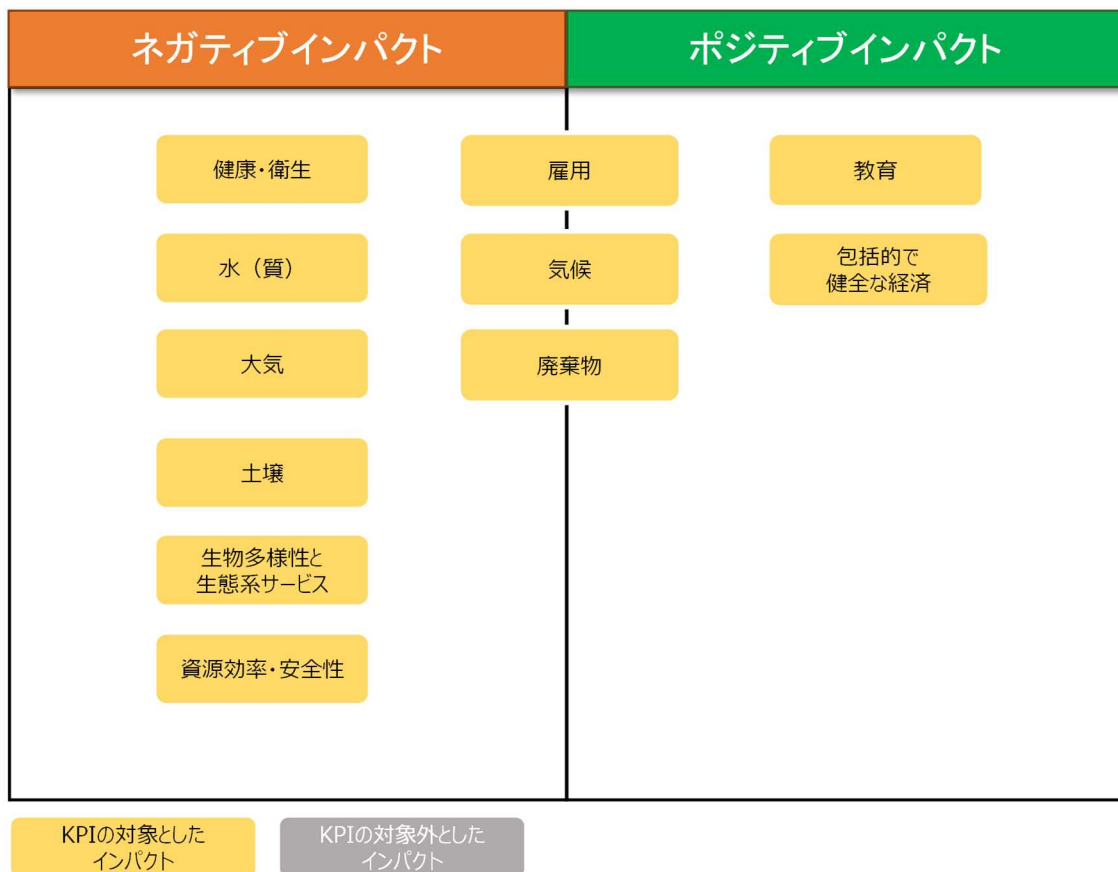 ネガティブインパクト
ポジティブインパクト
健康・衛生
雇用
教育
水（質）
気候
包括的で
健全な経済
大気
廃棄物
土壌
生物多様性と
生態系サービス
資源効率・安全性
KPIの対象とした
インパクト
KPIの対象外とした
インパクト